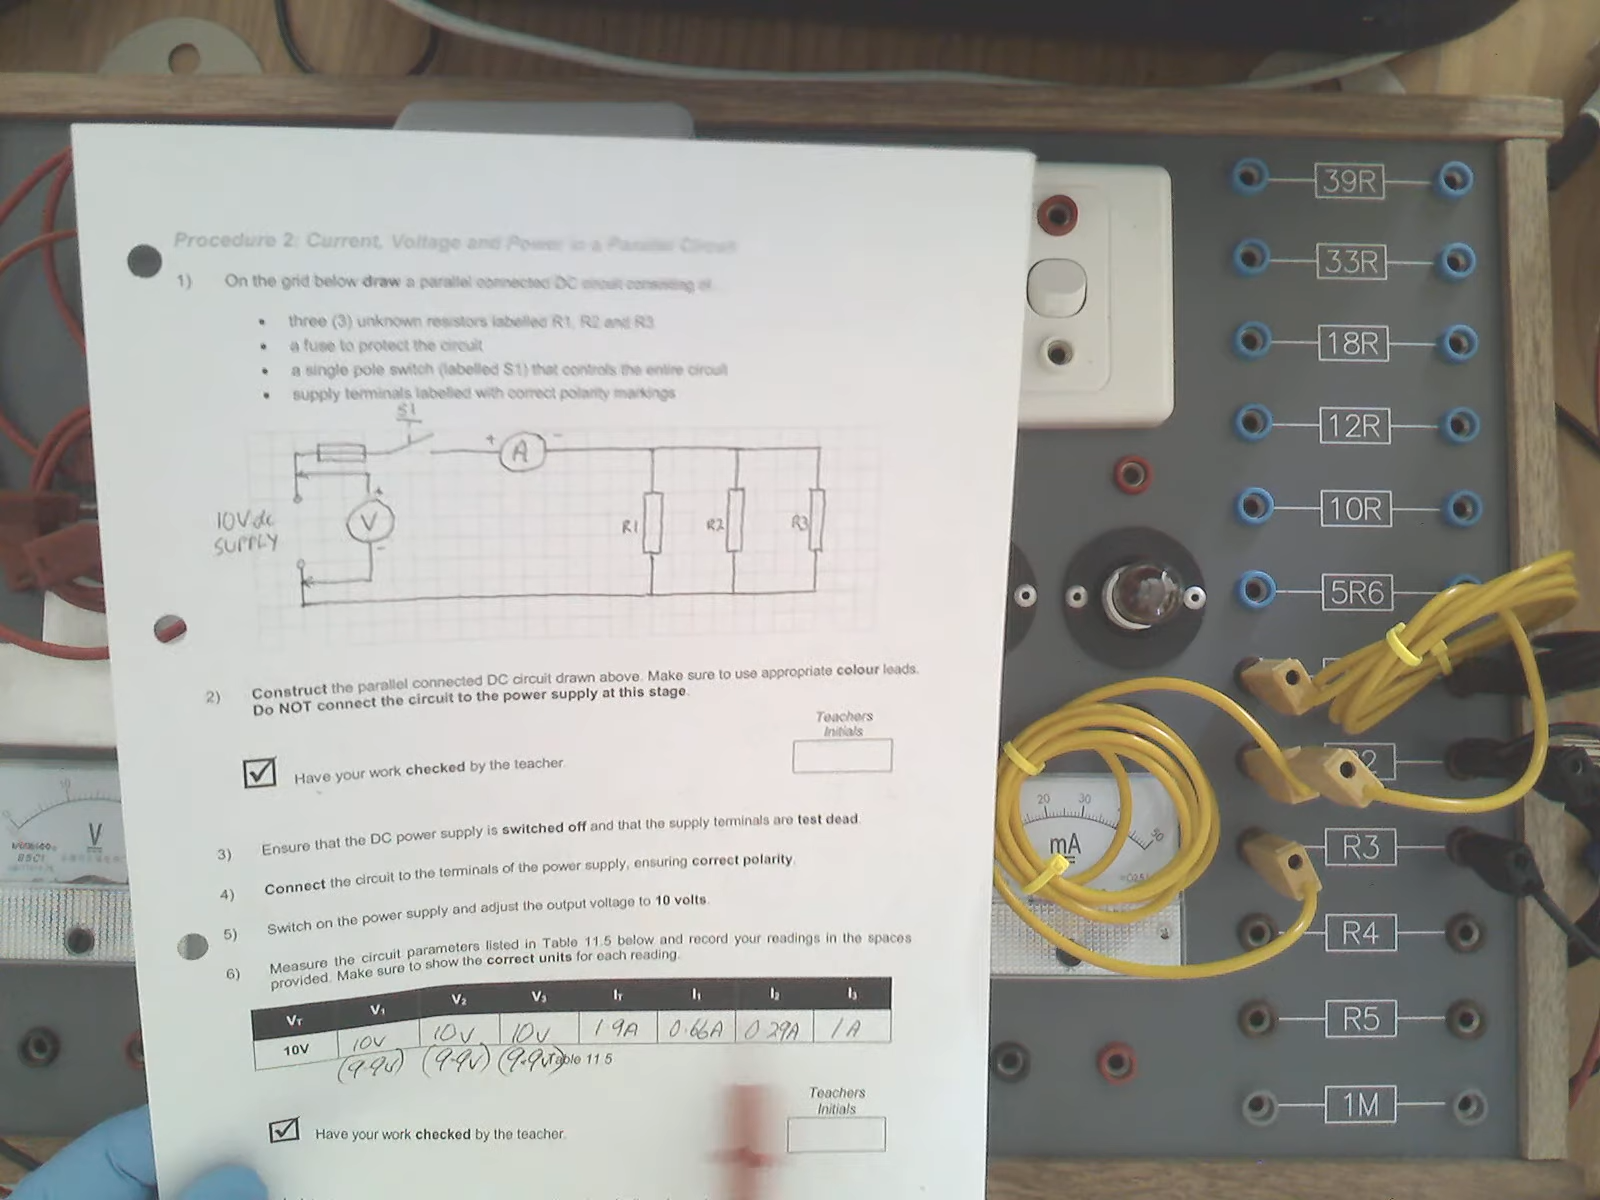 Procedure 2: Current, Voltage and Power in a Parallel Circuit
1) On the grid below draw a parallel connected DC circuit consisting of
• three (3) unknown resistors labelled R1, R2 and R3
• a fuse to protect the circuit
• a single pole switch (labelled S1) that controls the entire circuit
• supply terminals labelled with correct polarity markings
S1
+ A -
+
V
-
10V dc
SUPPLY
R1 R2 R3
2) Construct the parallel connected DC circuit drawn above. Make sure to use appropriate colour leads.
Do NOT connect the circuit to the power supply at this stage.
Teachers
Initials
Have your work checked by the teacher.
3) Ensure that the DC power supply is switched off and that the supply terminals are test dead.
4) Connect the circuit to the terminals of the power supply, ensuring correct polarity.
5) Switch on the power supply and adjust the output voltage to 10 volts.
6) Measure the circuit parameters listed in Table 11.5 below and record your readings in the spaces
provided. Make sure to show the correct units for each reading.
VT V1 V2 V3 IT I1 I2 I3
10V 10V 10V 10V 1.9A 0.66A 0.29A 1A
(9.9V) (9.9V) (9.9V) Table 11.5
Teachers
Initials
Have your work checked by the teacher.
39R
33R
18R
12R
10R
5R6
R3
R4
R5
1M
10
V
20 30
50
mA